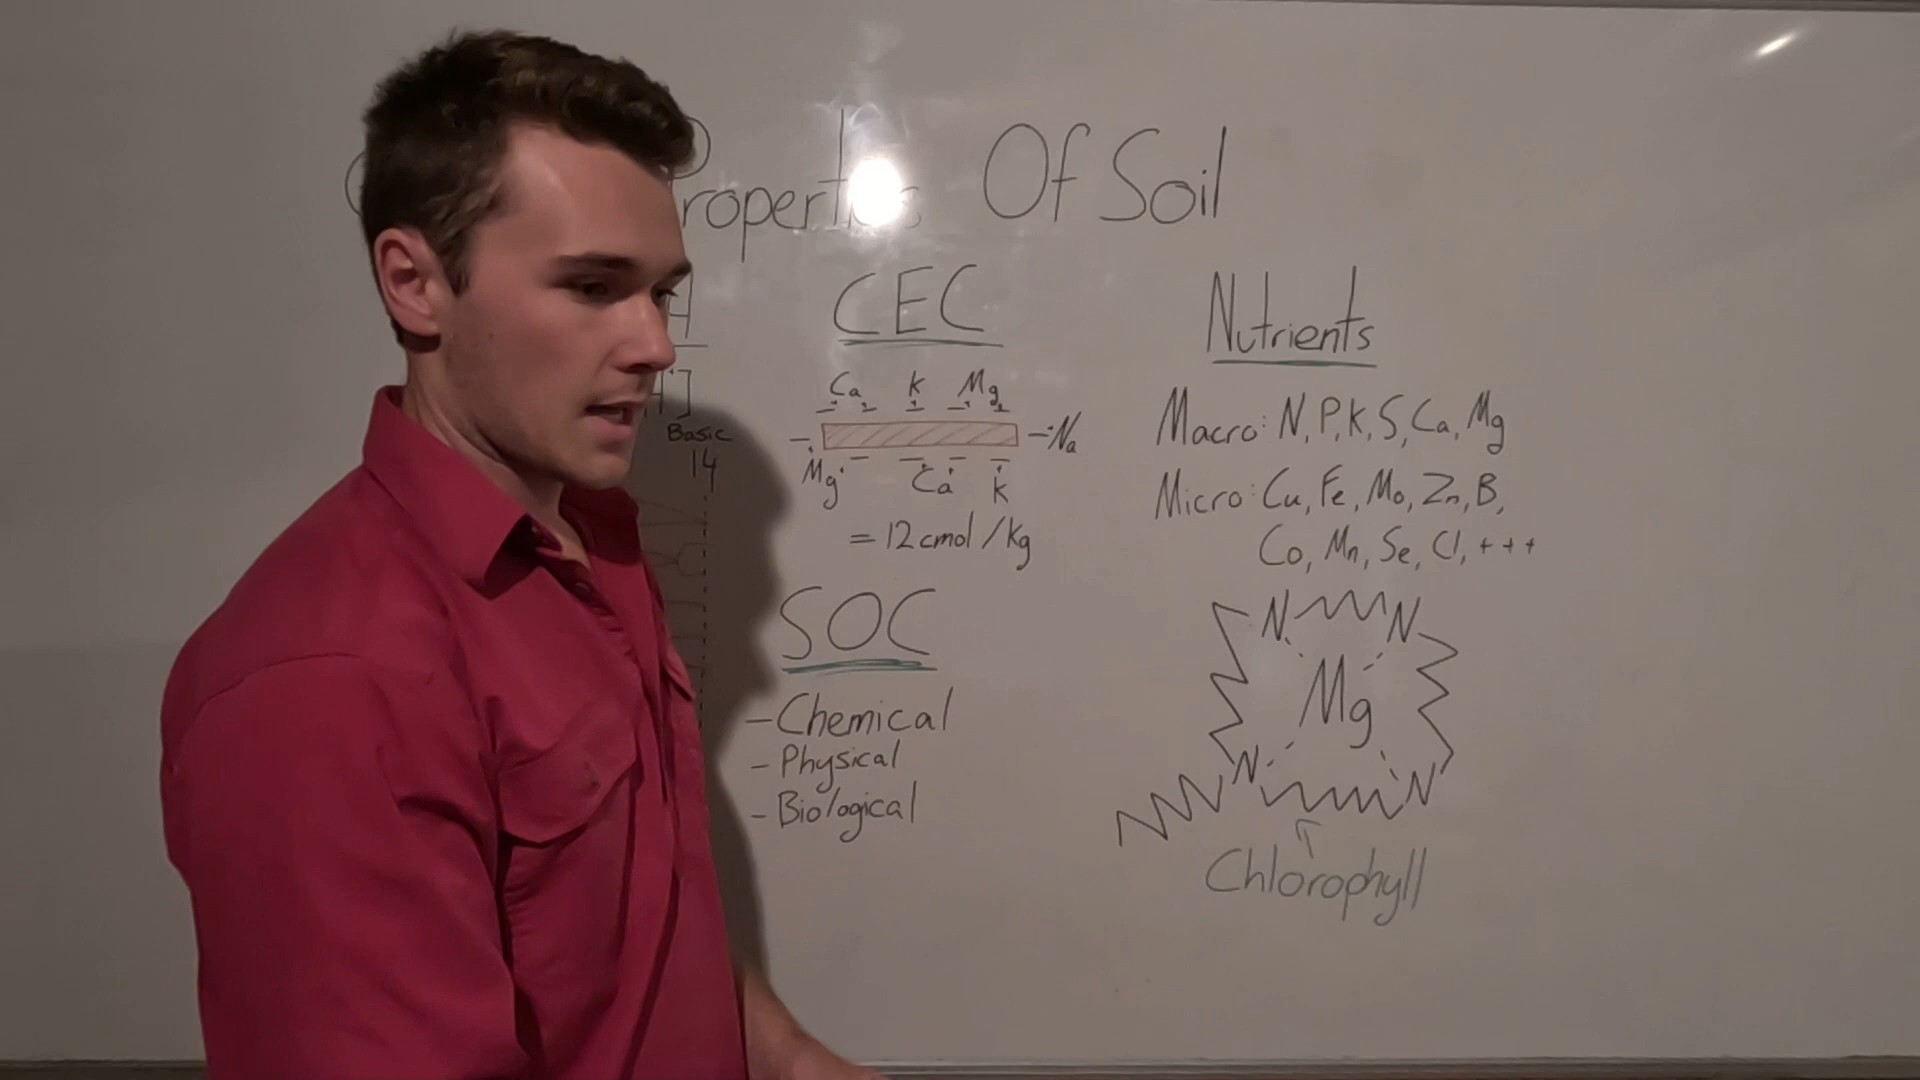 Properties Of Soil
CEC
Ca K Mg
Na
Mg Ca K
= 12 cmol/Kg
Basic
14
SOC
- Chemical
- Physical
- Biological
Nutrients
Macro: N, P, K, S, Ca, Mg
Micro: Cu, Fe, Mo, Zn, B,
Co, Mn, Se, Cl, +++
N N
Mg
N N
Chlorophyll